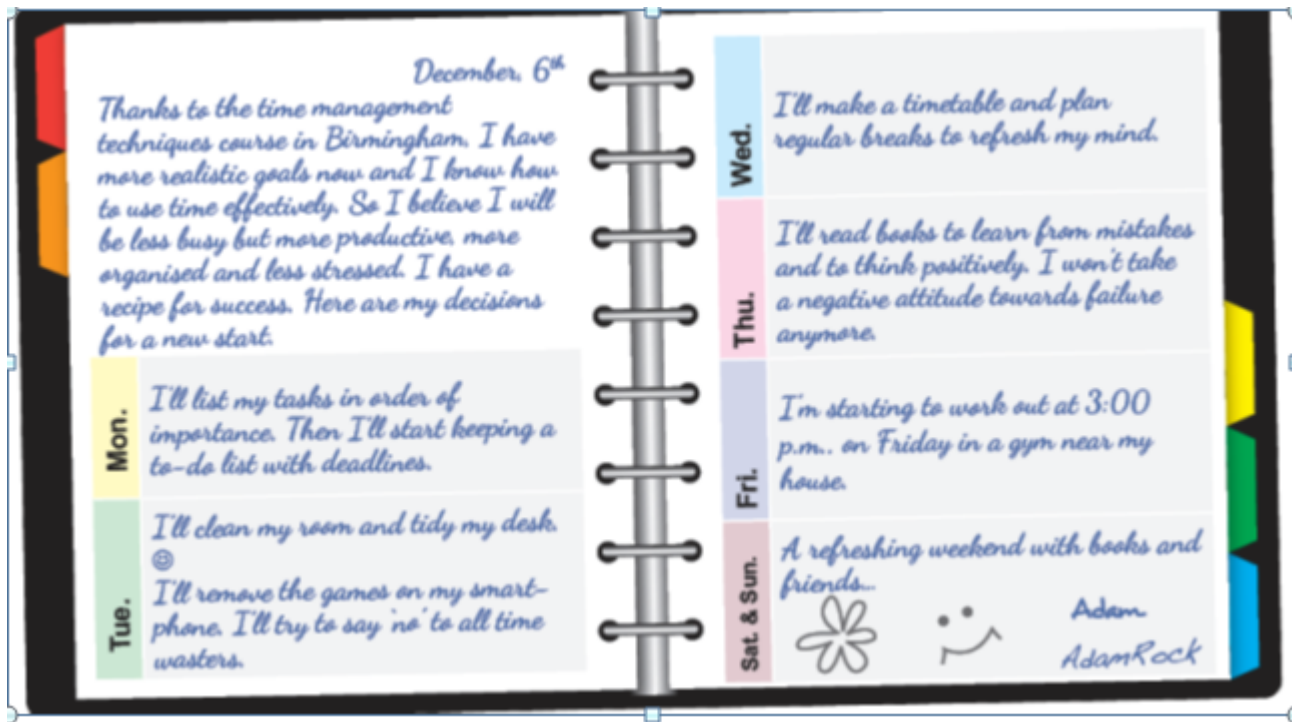 December, 6th
Thanks to the time management
techniques course in Birmingham, I have
more realistic goals now and I know how
to use time effectively. So I believe I will
be less busy but more productive, more
organised and less stressed. I have a
recipe for success. Here are my decisions
for a new start.
Mon.
I'll list my tasks in order of
importance. Then I'll start keeping a
to-do list with deadlines.
Tue.
I'll clean my room and tidy my desk.
☺
I'll remove the games on my smart-
phone. I'll try to say 'no' to all time
wasters.
Wed.
I'll make a timetable and plan
regular breaks to refresh my mind.
Thu.
I'll read books to learn from mistakes
and to think positively. I won't take
a negative attitude towards failure
anymore.
Fri.
I'm starting to work out at 3:00
p.m.. on Friday in a gym near my
house.
Sat. & Sun.
A refreshing weekend with books and
friends...
Adam
AdamRock